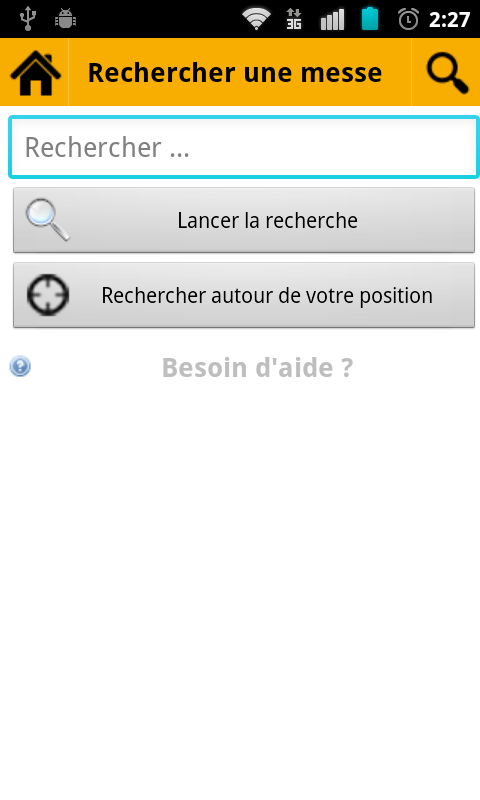 3G
2:27
Rechercher une messe
Rechercher ...
Lancer la recherche
Rechercher autour de votre position
? Besoin d'aide ?